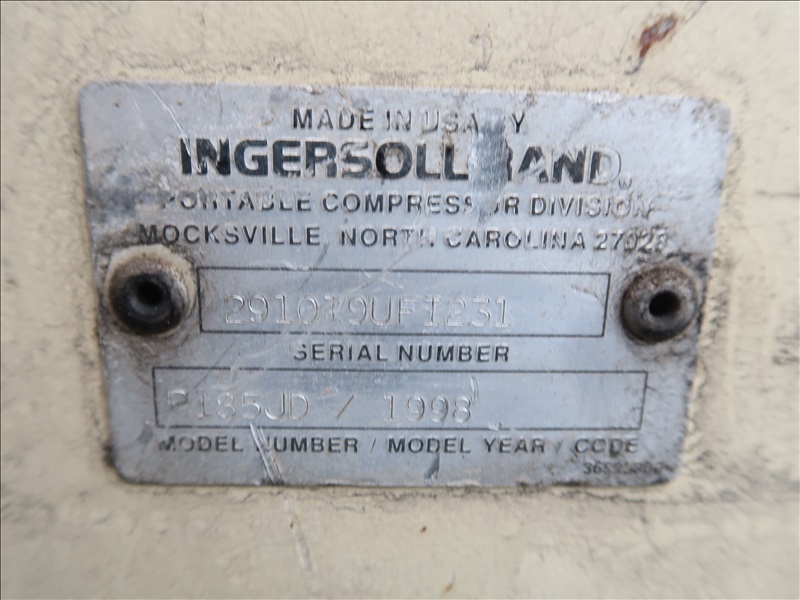 MADE IN USA BY
INGERSOLL-RAND®
PORTABLE COMPRESSOR DIVISION
MOCKSVILLE, NORTH CAROLINA 27028
291019UFI231
SERIAL NUMBER
P185JD / 1998
MODEL NUMBER / MODEL YEAR / CODE